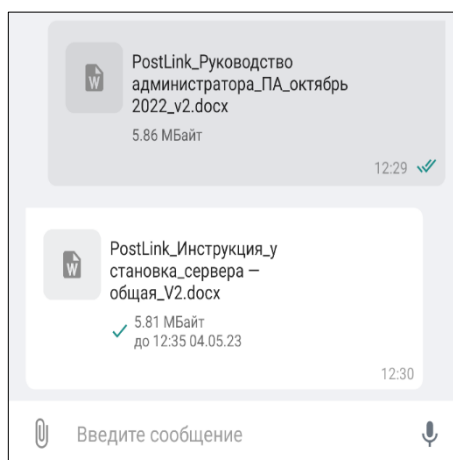 PostLink_Руководство
администратора_ПА_октябрь
2022_v2.docx
5.86 МБайт
12:29
W
PostLink_Инструкция_у
становка_сервера —
общая_V2.docx
5.81 МБайт
до 12:35 04.05.23
W
12:30
Введите сообщение